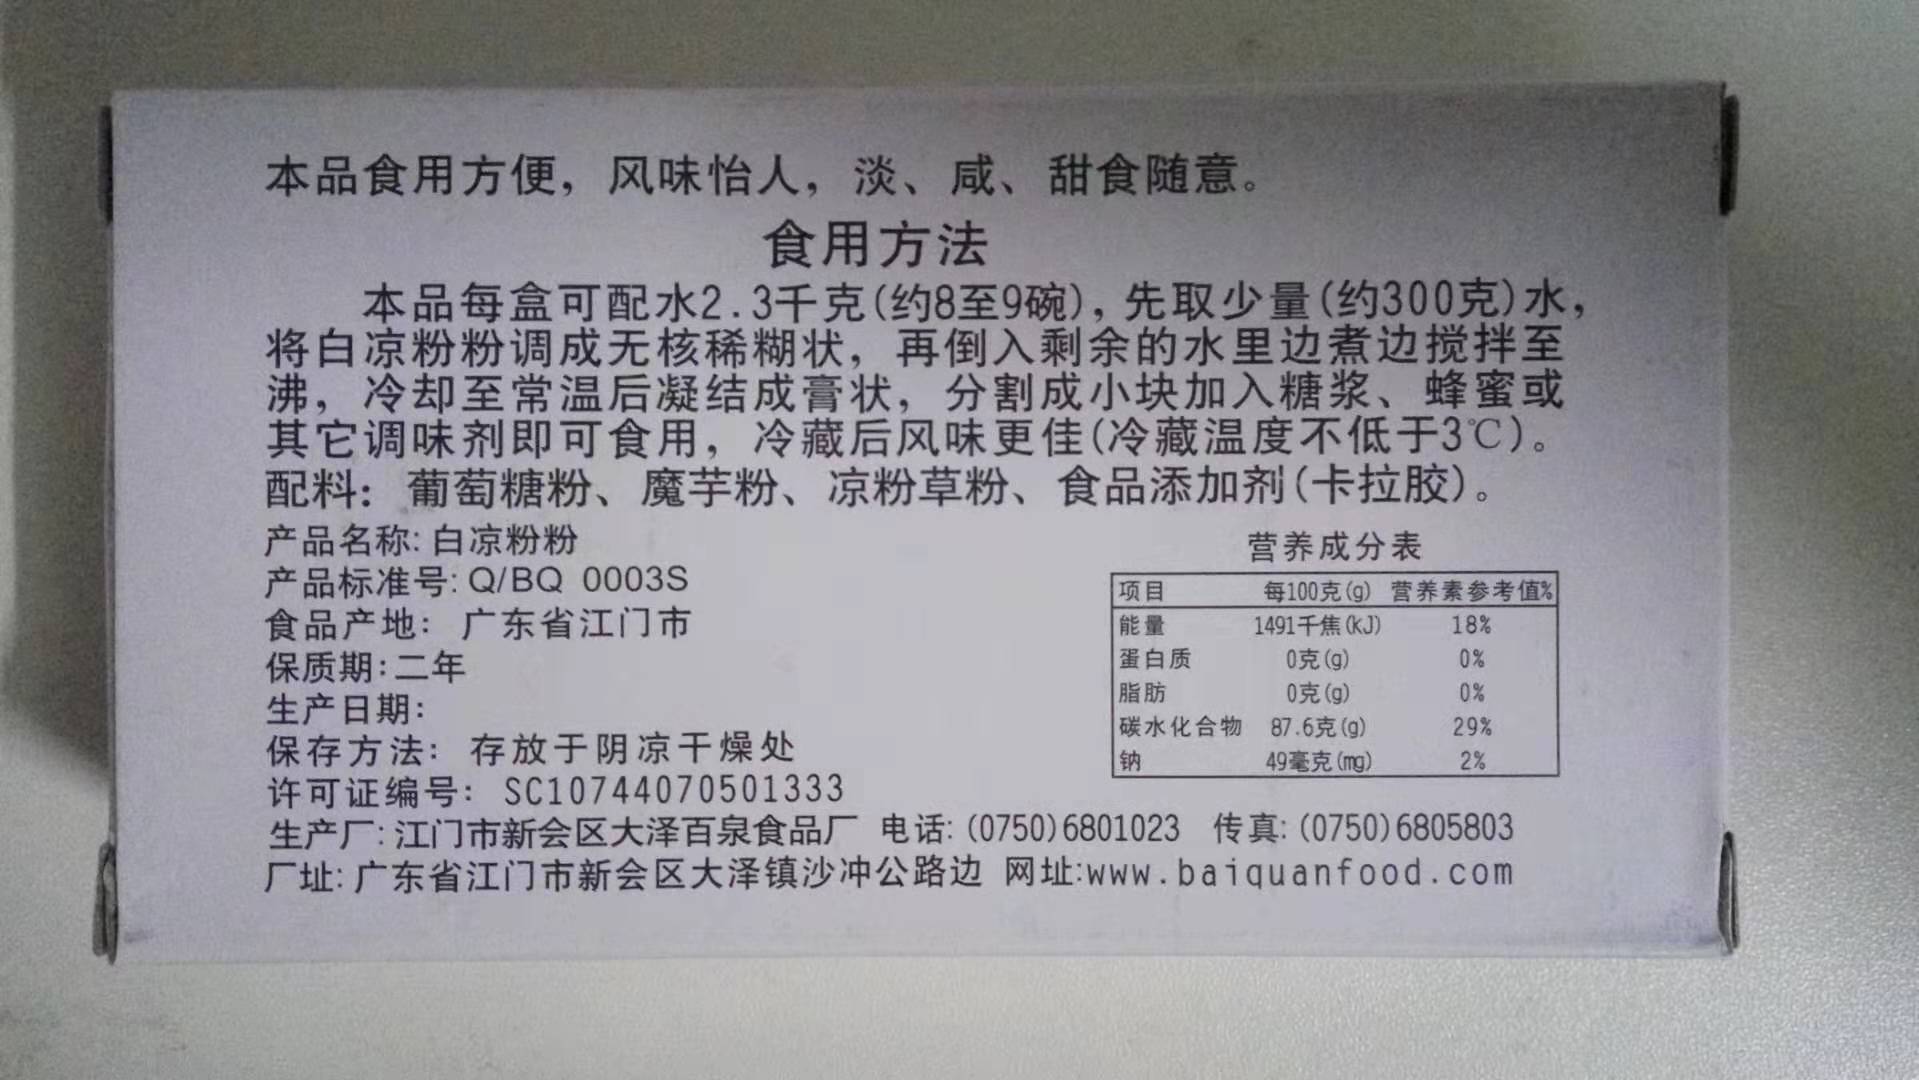 本品食用方便，风味怡人，淡、咸、甜食随意。
食用方法
本品每盒可配水2.3千克(约8至9碗)，先取少量(约300克)水，
将白凉粉粉调成无核稀糊状，再倒入剩余的水里边煮边搅拌至
沸，冷却至常温后凝结成膏状，分割成小块加入糖浆、蜂蜜或
其它调味剂即可食用，冷藏后风味更佳(冷藏温度不低于3℃)。
配料：葡萄糖粉、魔芋粉、凉粉草粉、食品添加剂(卡拉胶)。
产品名称:白凉粉粉
产品标准号:Q/BQ 0003S
食品产地：广东省江门市
保质期:二年
生产日期:
保存方法：存放于阴凉干燥处
许可证编号：SC10744070501333
营养成分表
项目 每100克(g) 营养素参考值%
能量 1491千焦(kJ) 18%
蛋白质 0克(g) 0%
脂肪 0克(g) 0%
碳水化合物 87.6克(g) 29%
钠 49毫克(mg) 2%
生产厂:江门市新会区大泽百泉食品厂 电话:(0750)6801023 传真:(0750)6805803
厂址:广东省江门市新会区大泽镇沙冲公路边 网址:www.baiquanfood.com